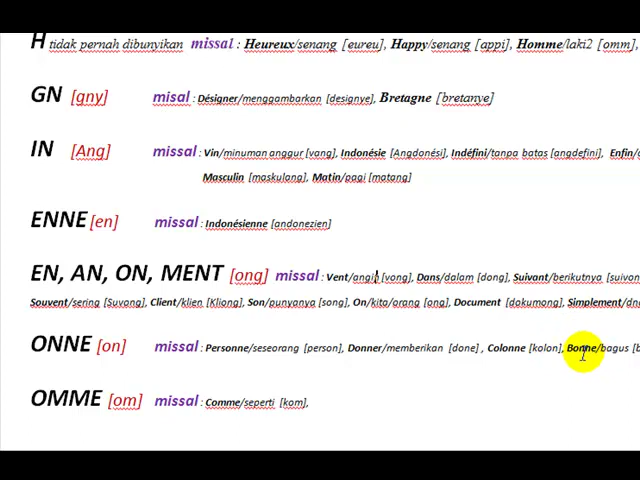 H tidak pernah dibunyikan missal : Heureux/senang [eureu], Happy/senang [appi], Homme/laki2 [omm],
GN [gny] misal : Désigner/menggambarkan [designye], Bretagne [bretanye]
IN [Ang] missal : Vin/minuman anggur [vang], Indonésie [Angdonési], Indéfini/tanpa batas [angdefini], Enfin/
Masculin [maskulang], Matin/pagi [matang]
ENNE [en] missal : Indonésienne [andonezien]
EN, AN, ON, MENT [ong] missal : Vent/angin [vong], Dans/dalam [dong], Suivant/berikutnya [suivon
Souvent/sering [Suvong], Client/klien [Kliong], Son/punyanya [song], On/kita/orang [ong], Document [dokumong], Simplement/
ONNE [on] missal : Personne/seseorang [person], Donner/memberikan [done] , Colonne [kolon], Bonne/bagus [b
OMME [om] missal : Comme/seperti [kom],